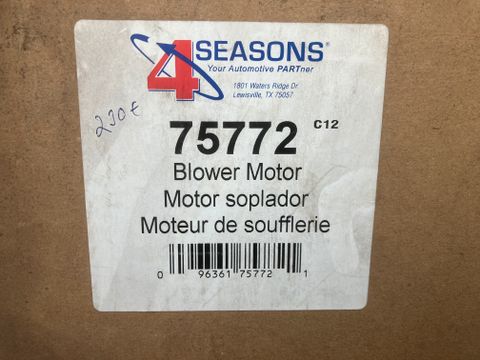 4 SEASONS®
Your Automotive PARTner
1801 Waters Ridge Dr.
Lewisville, TX 75057
230€
75772 C12
Blower Motor
Motor soplador
Moteur de soufflerie
0 96361 75772 1